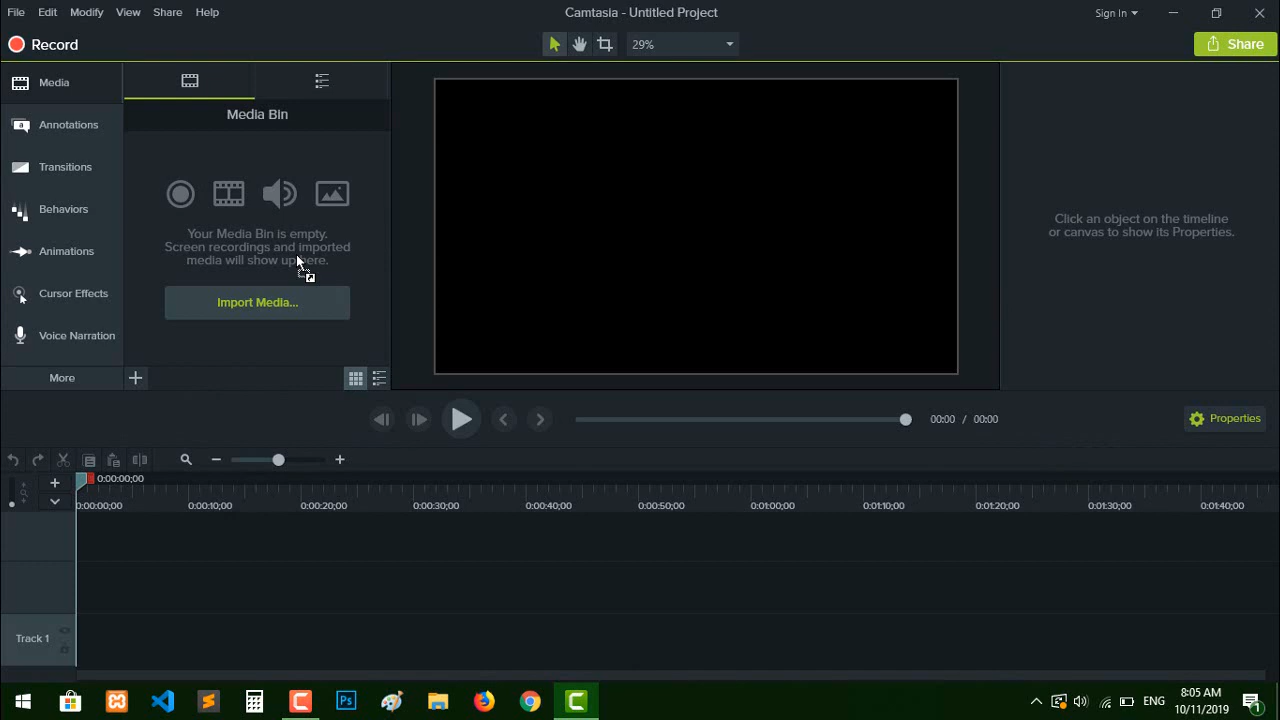 File Edit Modify View Share Help
Camtasia - Untitled Project
Sign In
Record
29%
Share
Media
Annotations
Transitions
Behaviors
Animations
Cursor Effects
Voice Narration
More
Media Bin
Your Media Bin is empty.
Screen recordings and imported
media will show up here.
Import Media...
Click an object on the timeline
or canvas to show its Properties.
00:00 / 00:00
Properties
0:00:00;00
0:00:00;00 0:00:10;00 0:00:20;00 0:00:30;00 0:00:40;00 0:00:50;00 0:01:00;00 0:01:10;00 0:01:20;00 0:01:30;00 0:01:40;00
Track 1
Ps
ENG
8:05 AM
10/11/2019
1